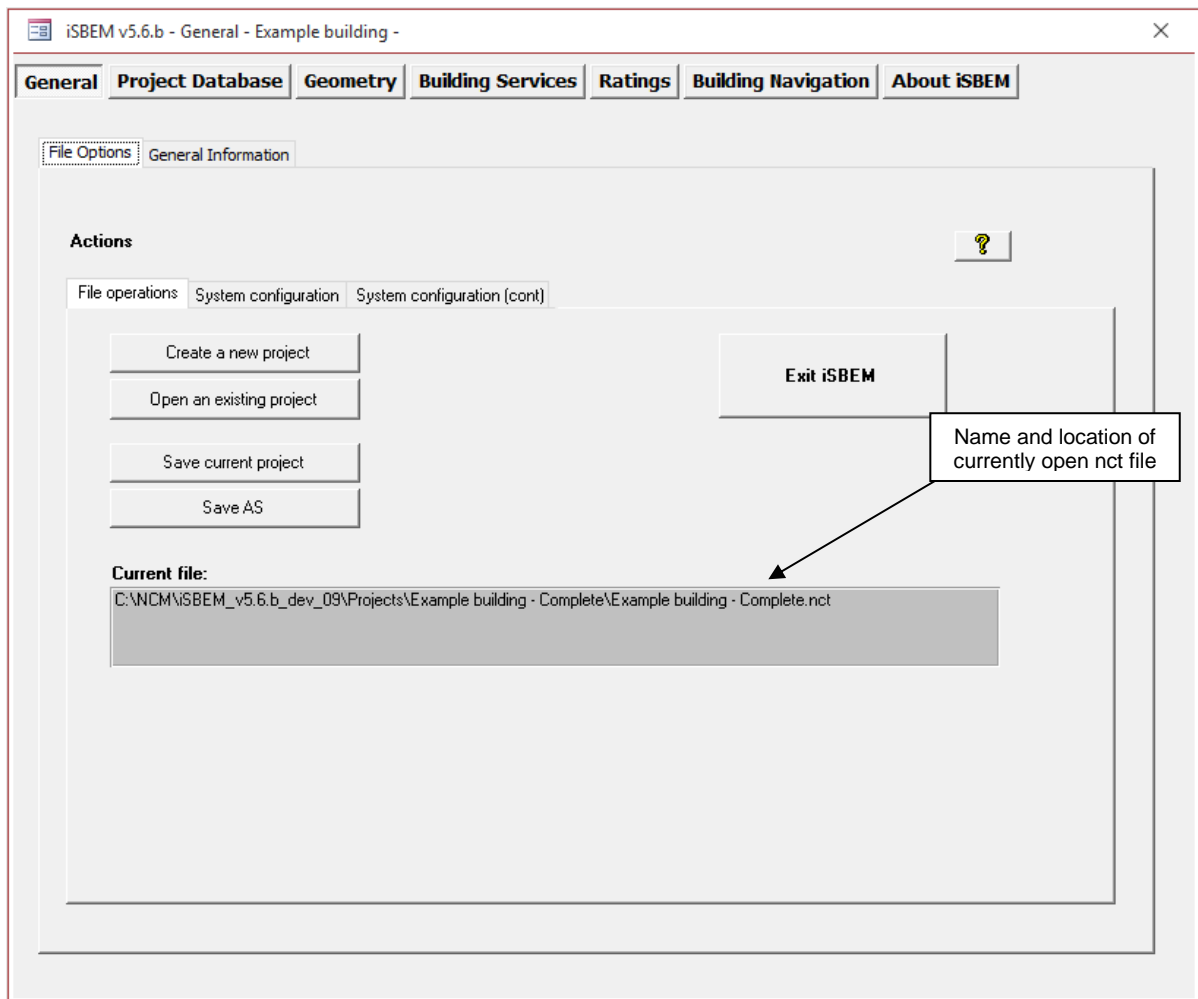 iSBEM v5.6.b - General - Example building -
General Project Database Geometry Building Services Ratings Building Navigation About iSBEM
File Options General Information
Actions
?
File operations System configuration System configuration (cont)
Create a new project
Exit iSBEM
Open an existing project
Name and location of
currently open nct file
Save current project
Save AS
Current file:
C:\NCM\iSBEM_v5.6.b_dev_09\Projects\Example building - Complete\Example building - Complete.nct